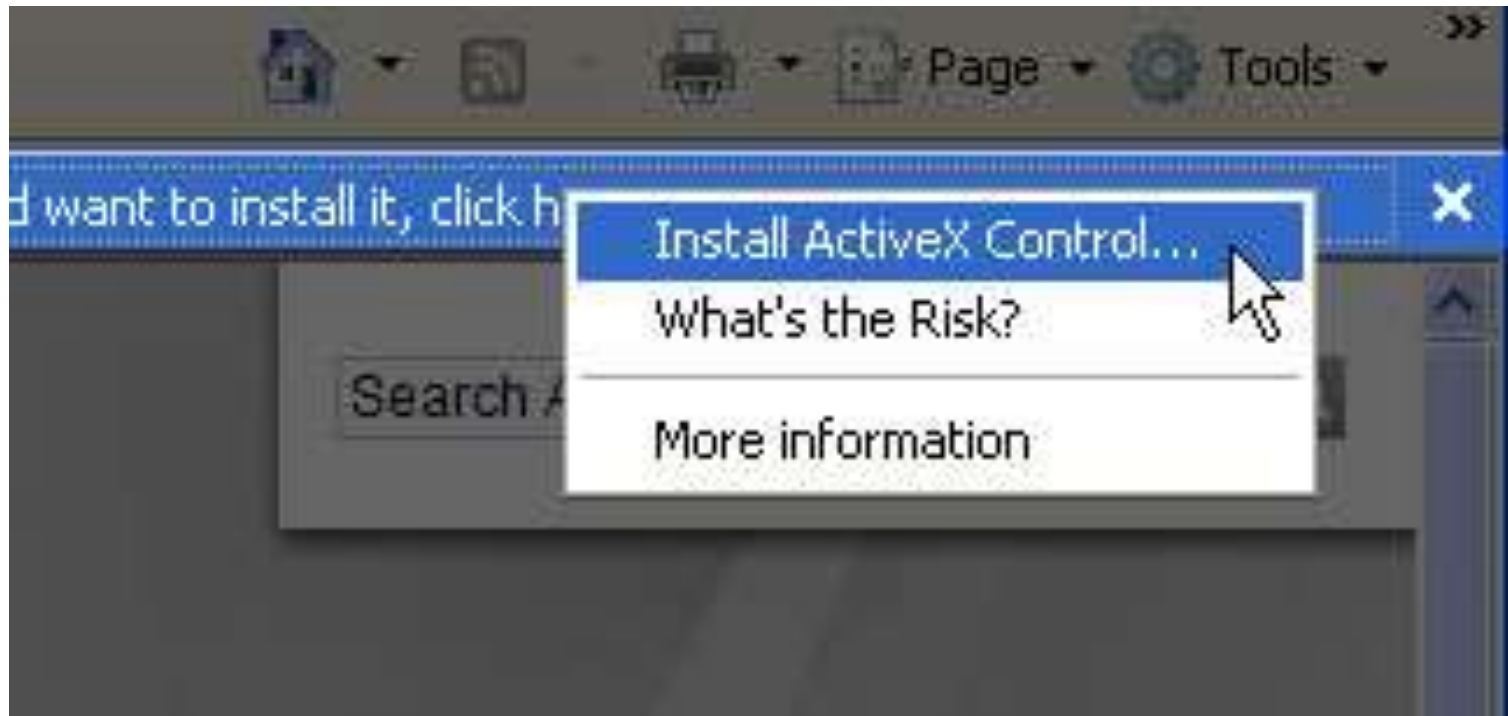 Page Tools
d want to install it, click h
Install ActiveX Control...
What's the Risk?
Search
More information